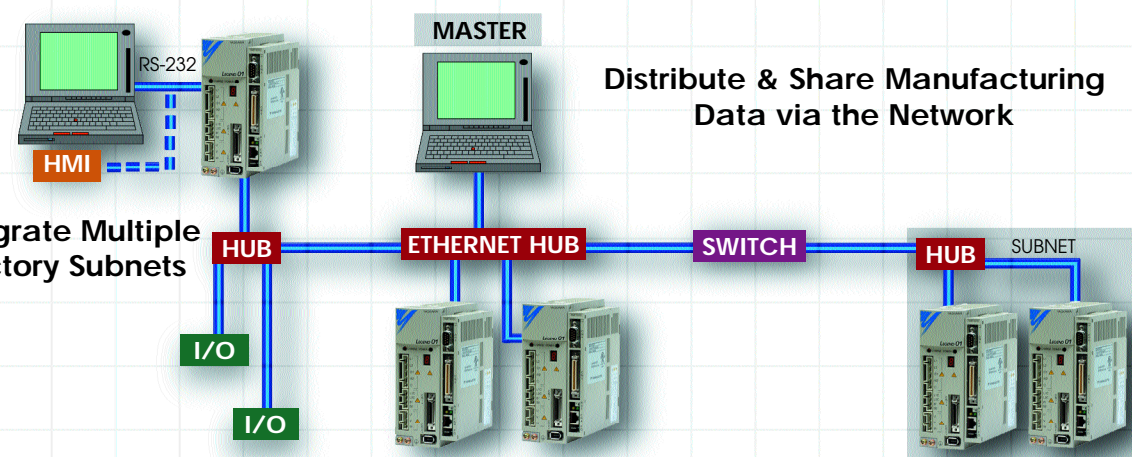 MASTER
RS-232
Distribute & Share Manufacturing
Data via the Network
HMI
grate Multiple
tory Subnets
HUB
ETHERNET HUB
SWITCH
HUB
SUBNET
I/O
I/O